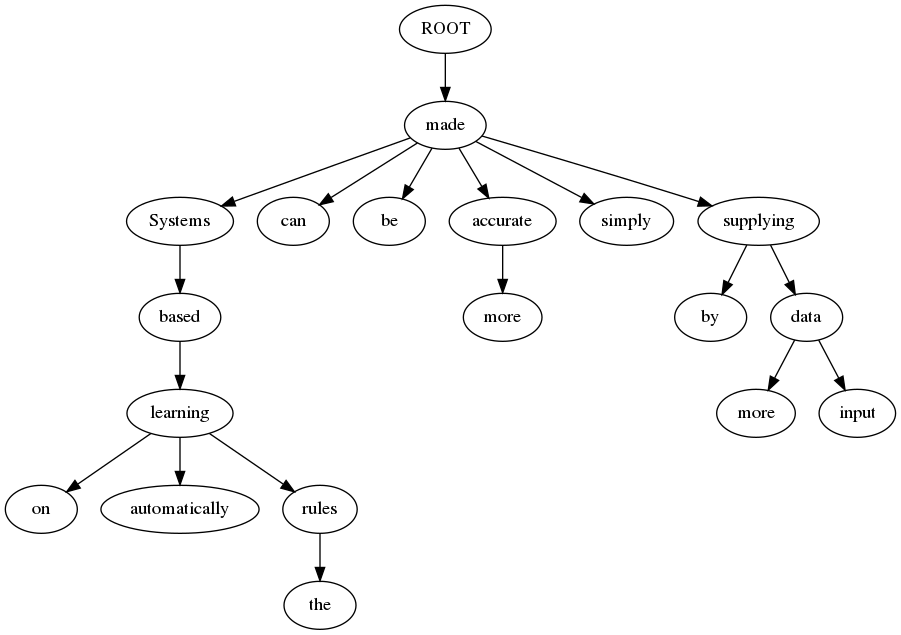 ROOT
made
Systems can be accurate simply supplying
based more by data
learning more input
on automatically rules
the